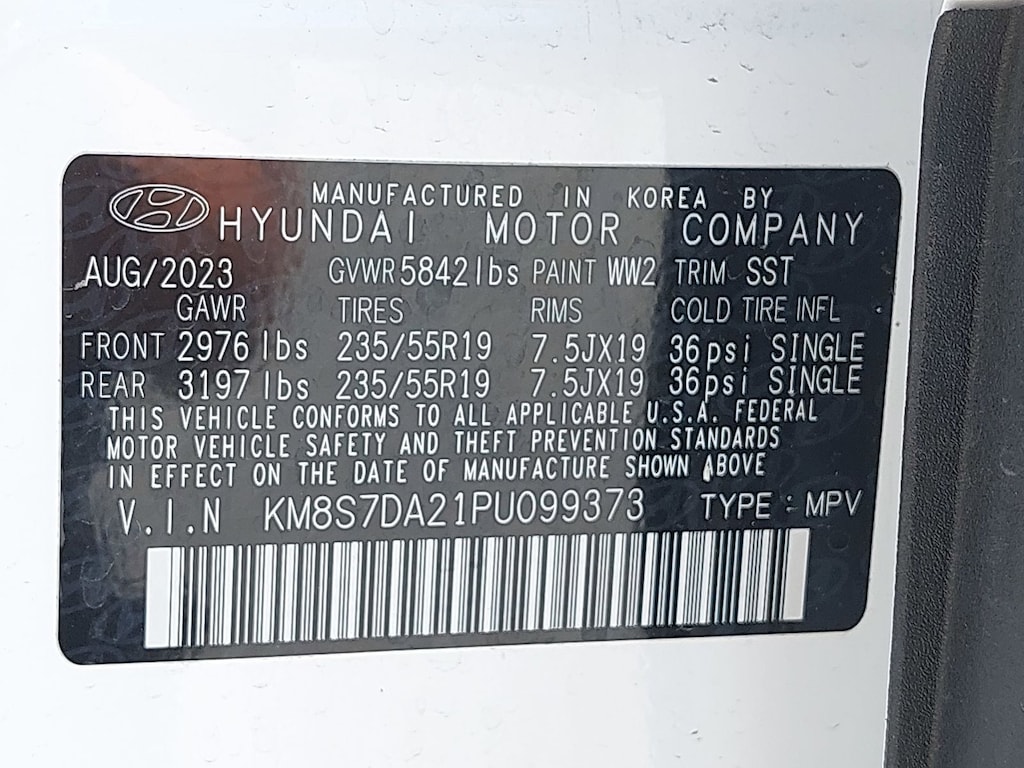 MANUFACTURED IN KOREA BY
HYUNDAI MOTOR COMPANY
AUG/2023 GVWR 5842lbs PAINT WW2 TRIM SST
GAWR TIRES RIMS COLD TIRE INFL
FRONT 2976 lbs 235/55R19 7.5JX19 36psi SINGLE
REAR 3197 lbs 235/55R19 7.5JX19 36psi SINGLE
THIS VEHICLE CONFORMS TO ALL APPLICABLE U.S.A. FEDERAL
MOTOR VEHICLE SAFETY AND THEFT PREVENTION STANDARDS
IN EFFECT ON THE DATE OF MANUFACTURE SHOWN ABOVE
V.I.N KM8S7DA21PU099373 TYPE : MPV